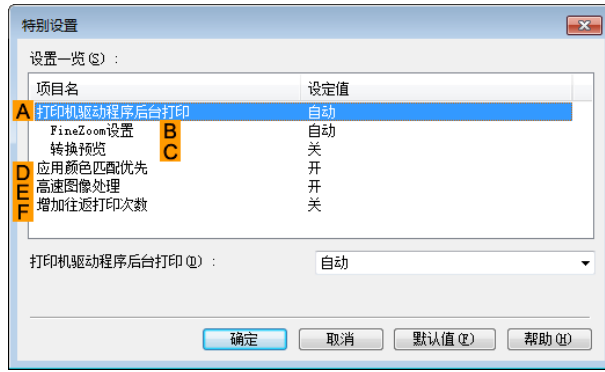 特别设置
设置一览(S)：
项目名 设定值
A 打印机驱动程序后台打印 自动
FineZoom设置 B 自动
转换预览 C 关
D 应用颜色匹配优先 开
E 高速图像处理 开
F 增加往返打印次数 关
打印机驱动程序后台打印(D)： 自动
确定 取消 默认值(F) 帮助(H)